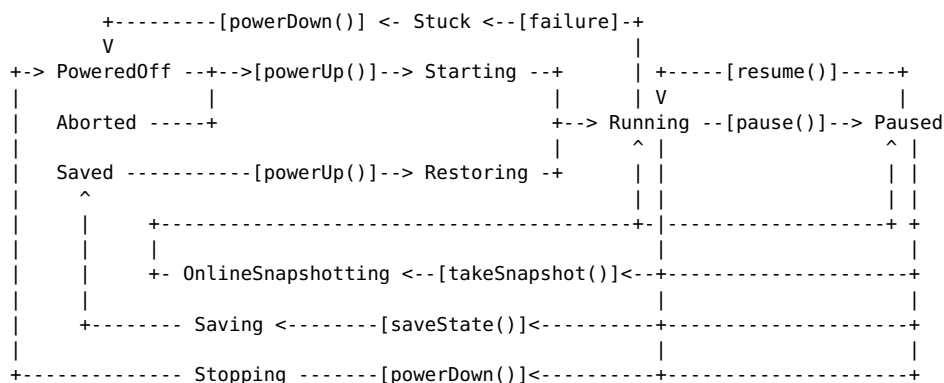 +---------[powerDown()] <- Stuck <--[failure]-+
V |
+-> PoweredOff --+-->[powerUp()]--> Starting --+ | +-----[resume()]-----+
| | | | V |
| Aborted -----+ +--> Running --[pause()]--> Paused
| | ^ | ^ |
| Saved -----------[powerUp()]--> Restoring -+ | | | |
| ^ | | | |
| | +-----------------------------------------+-|-------------------+ +
| | | | |
| | +- OnlineSnapshotting <--[takeSnapshot()]<--+---------------------+
| | | |
| +-------- Saving <--------[saveState()]<----------+---------------------+
| | |
+-------------- Stopping -------[powerDown()]<----------+---------------------+